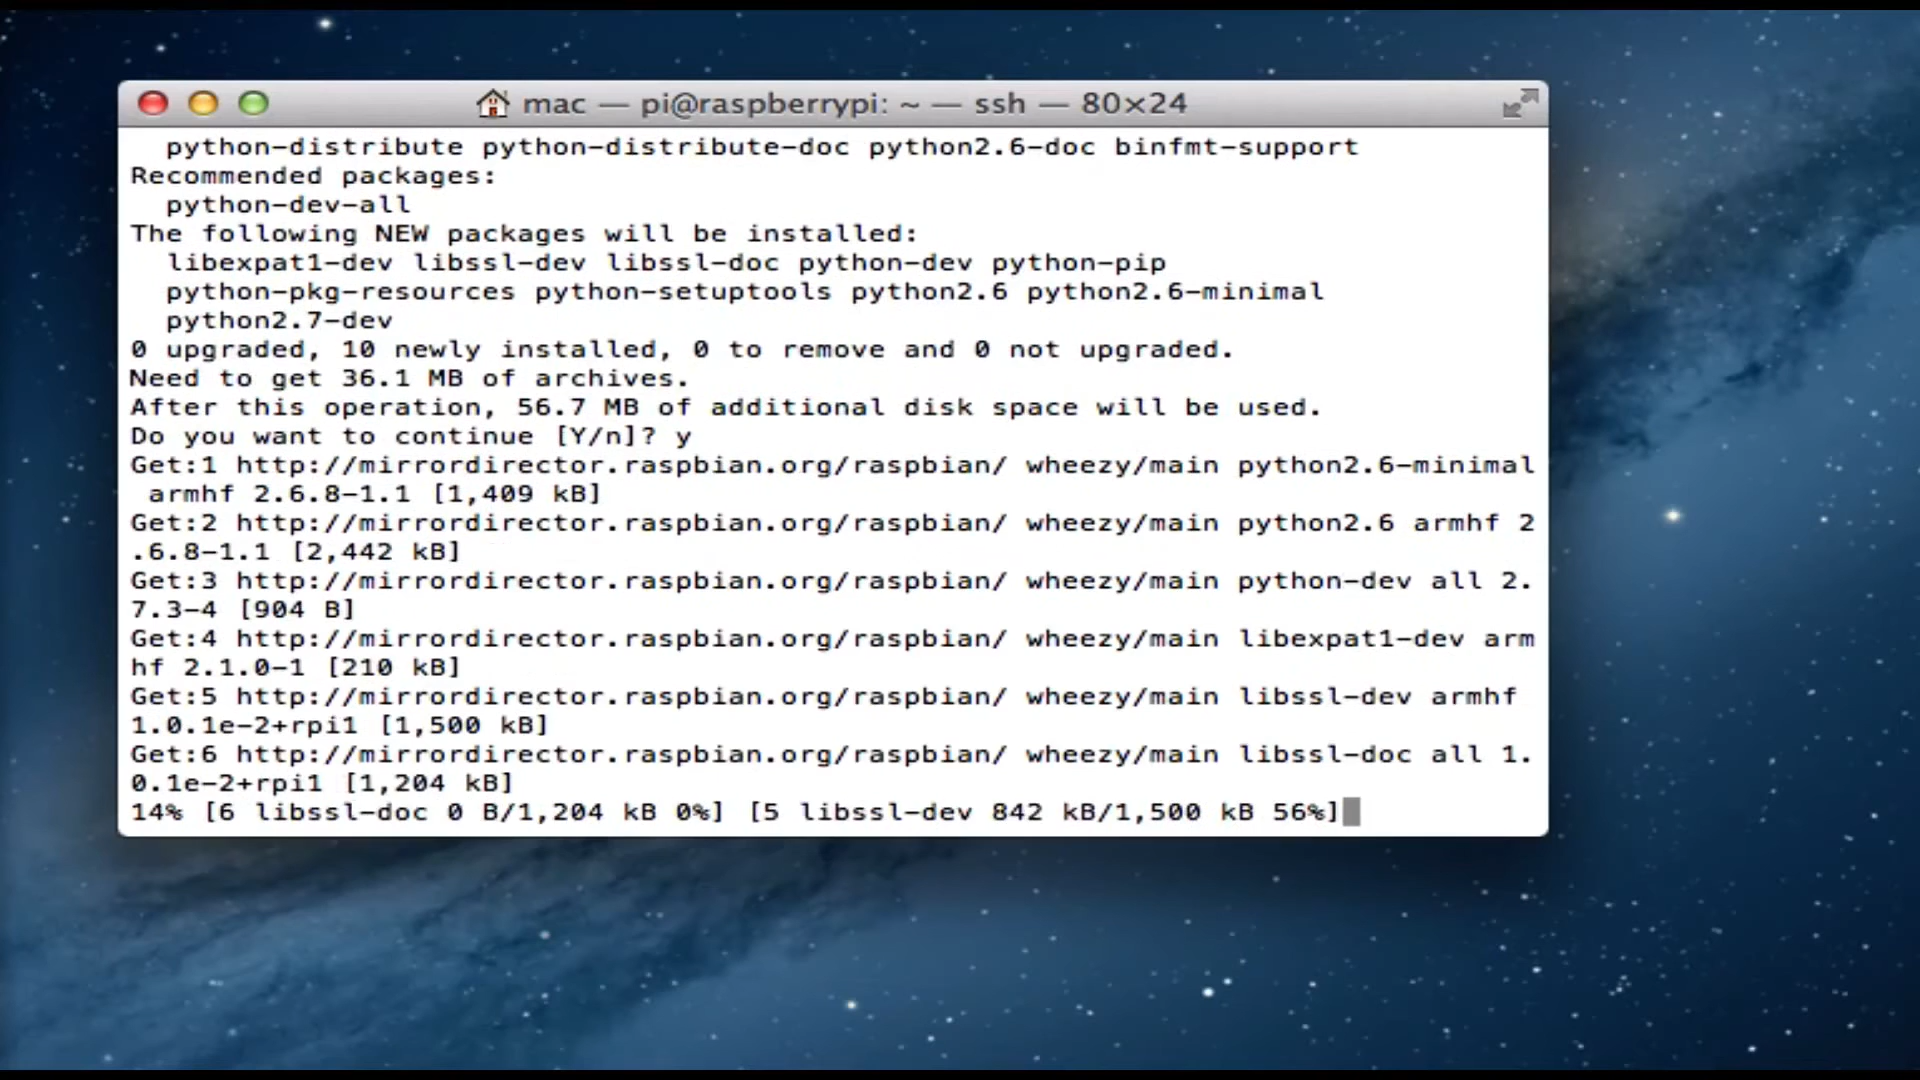 mac — pi@raspberrypi: ~ — ssh — 80×24
python-distribute python-distribute-doc python2.6-doc binfmt-support
Recommended packages:
python-dev-all
The following NEW packages will be installed:
libexpat1-dev libssl-dev libssl-doc python-dev python-pip
python-pkg-resources python-setuptools python2.6 python2.6-minimal
python2.7-dev
0 upgraded, 10 newly installed, 0 to remove and 0 not upgraded.
Need to get 36.1 MB of archives.
After this operation, 56.7 MB of additional disk space will be used.
Do you want to continue [Y/n]? y
Get:1 http://mirrordirector.raspbian.org/raspbian/ wheezy/main python2.6-minimal
armhf 2.6.8-1.1 [1,409 kB]
Get:2 http://mirrordirector.raspbian.org/raspbian/ wheezy/main python2.6 armhf 2
.6.8-1.1 [2,442 kB]
Get:3 http://mirrordirector.raspbian.org/raspbian/ wheezy/main python-dev all 2.
7.3-4 [904 B]
Get:4 http://mirrordirector.raspbian.org/raspbian/ wheezy/main libexpat1-dev arm
hf 2.1.0-1 [210 kB]
Get:5 http://mirrordirector.raspbian.org/raspbian/ wheezy/main libssl-dev armhf
1.0.1e-2+rpi1 [1,500 kB]
Get:6 http://mirrordirector.raspbian.org/raspbian/ wheezy/main libssl-doc all 1.
0.1e-2+rpi1 [1,204 kB]
14% [6 libssl-doc 0 B/1,204 kB 0%] [5 libssl-dev 842 kB/1,500 kB 56%]